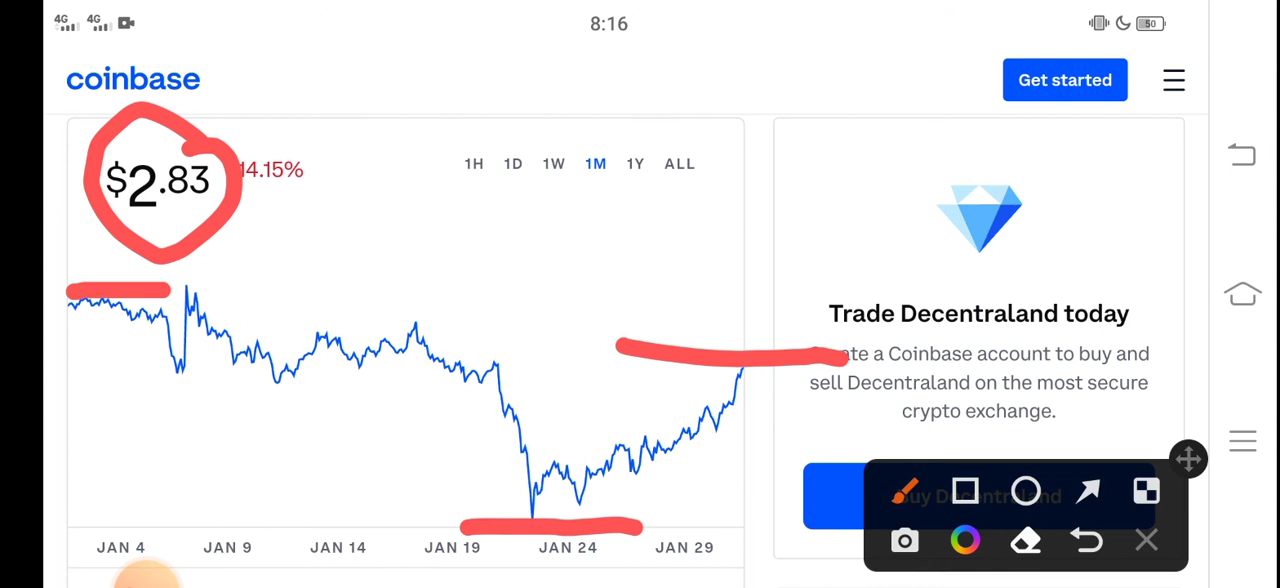 4G 4G 8:16 50
coinbase
Get started
$2.83 14.15%
1H 1D 1W 1M 1Y ALL
Trade Decentraland today
a Coinbase account to buy and
sell Decentraland on the most secure
crypto exchange.
Buy Decentraland
JAN 4 JAN 9 JAN 14 JAN 19 JAN 24 JAN 29